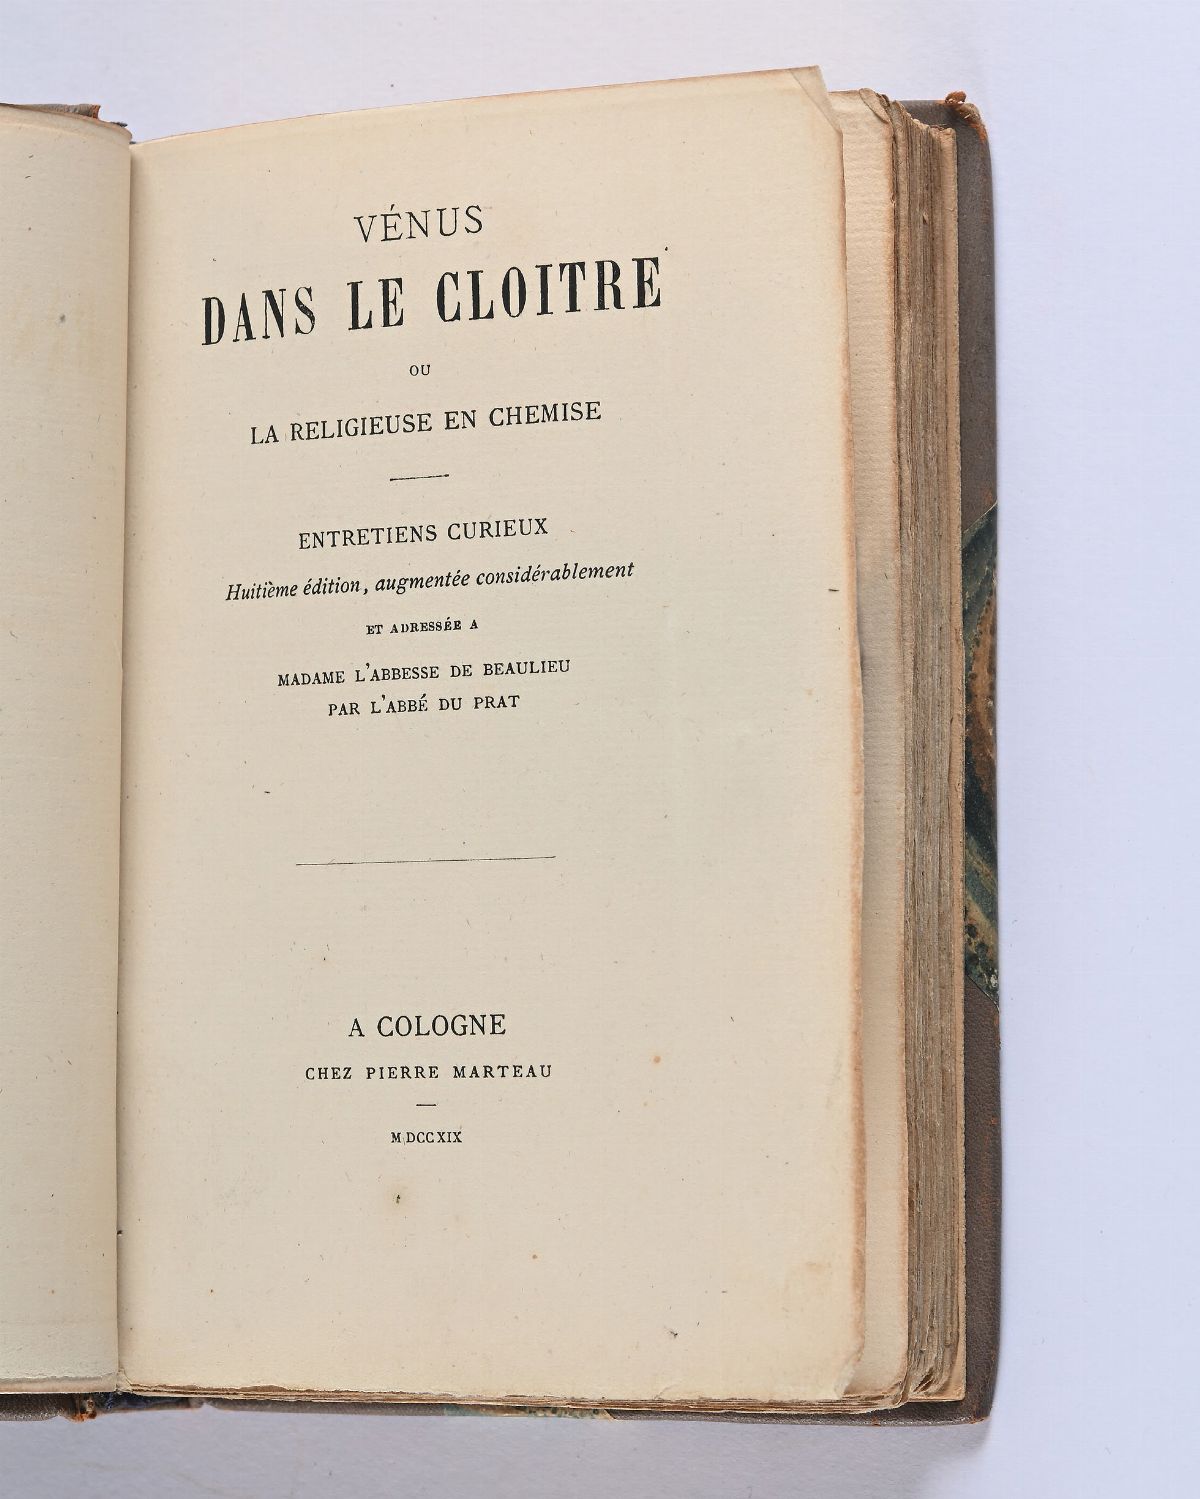 VÉNUS
DANS LE CLOITRE
OU
LA RELIGIEUSE EN CHEMISE
ENTRETIENS CURIEUX
Huitième édition, augmentée considérablement
ET ADRESSÉE A
MADAME L'ABBESSE DE BEAULIEU
PAR L'ABBÉ DU PRAT
A COLOGNE
CHEZ PIERRE MARTEAU
MDCCXIX